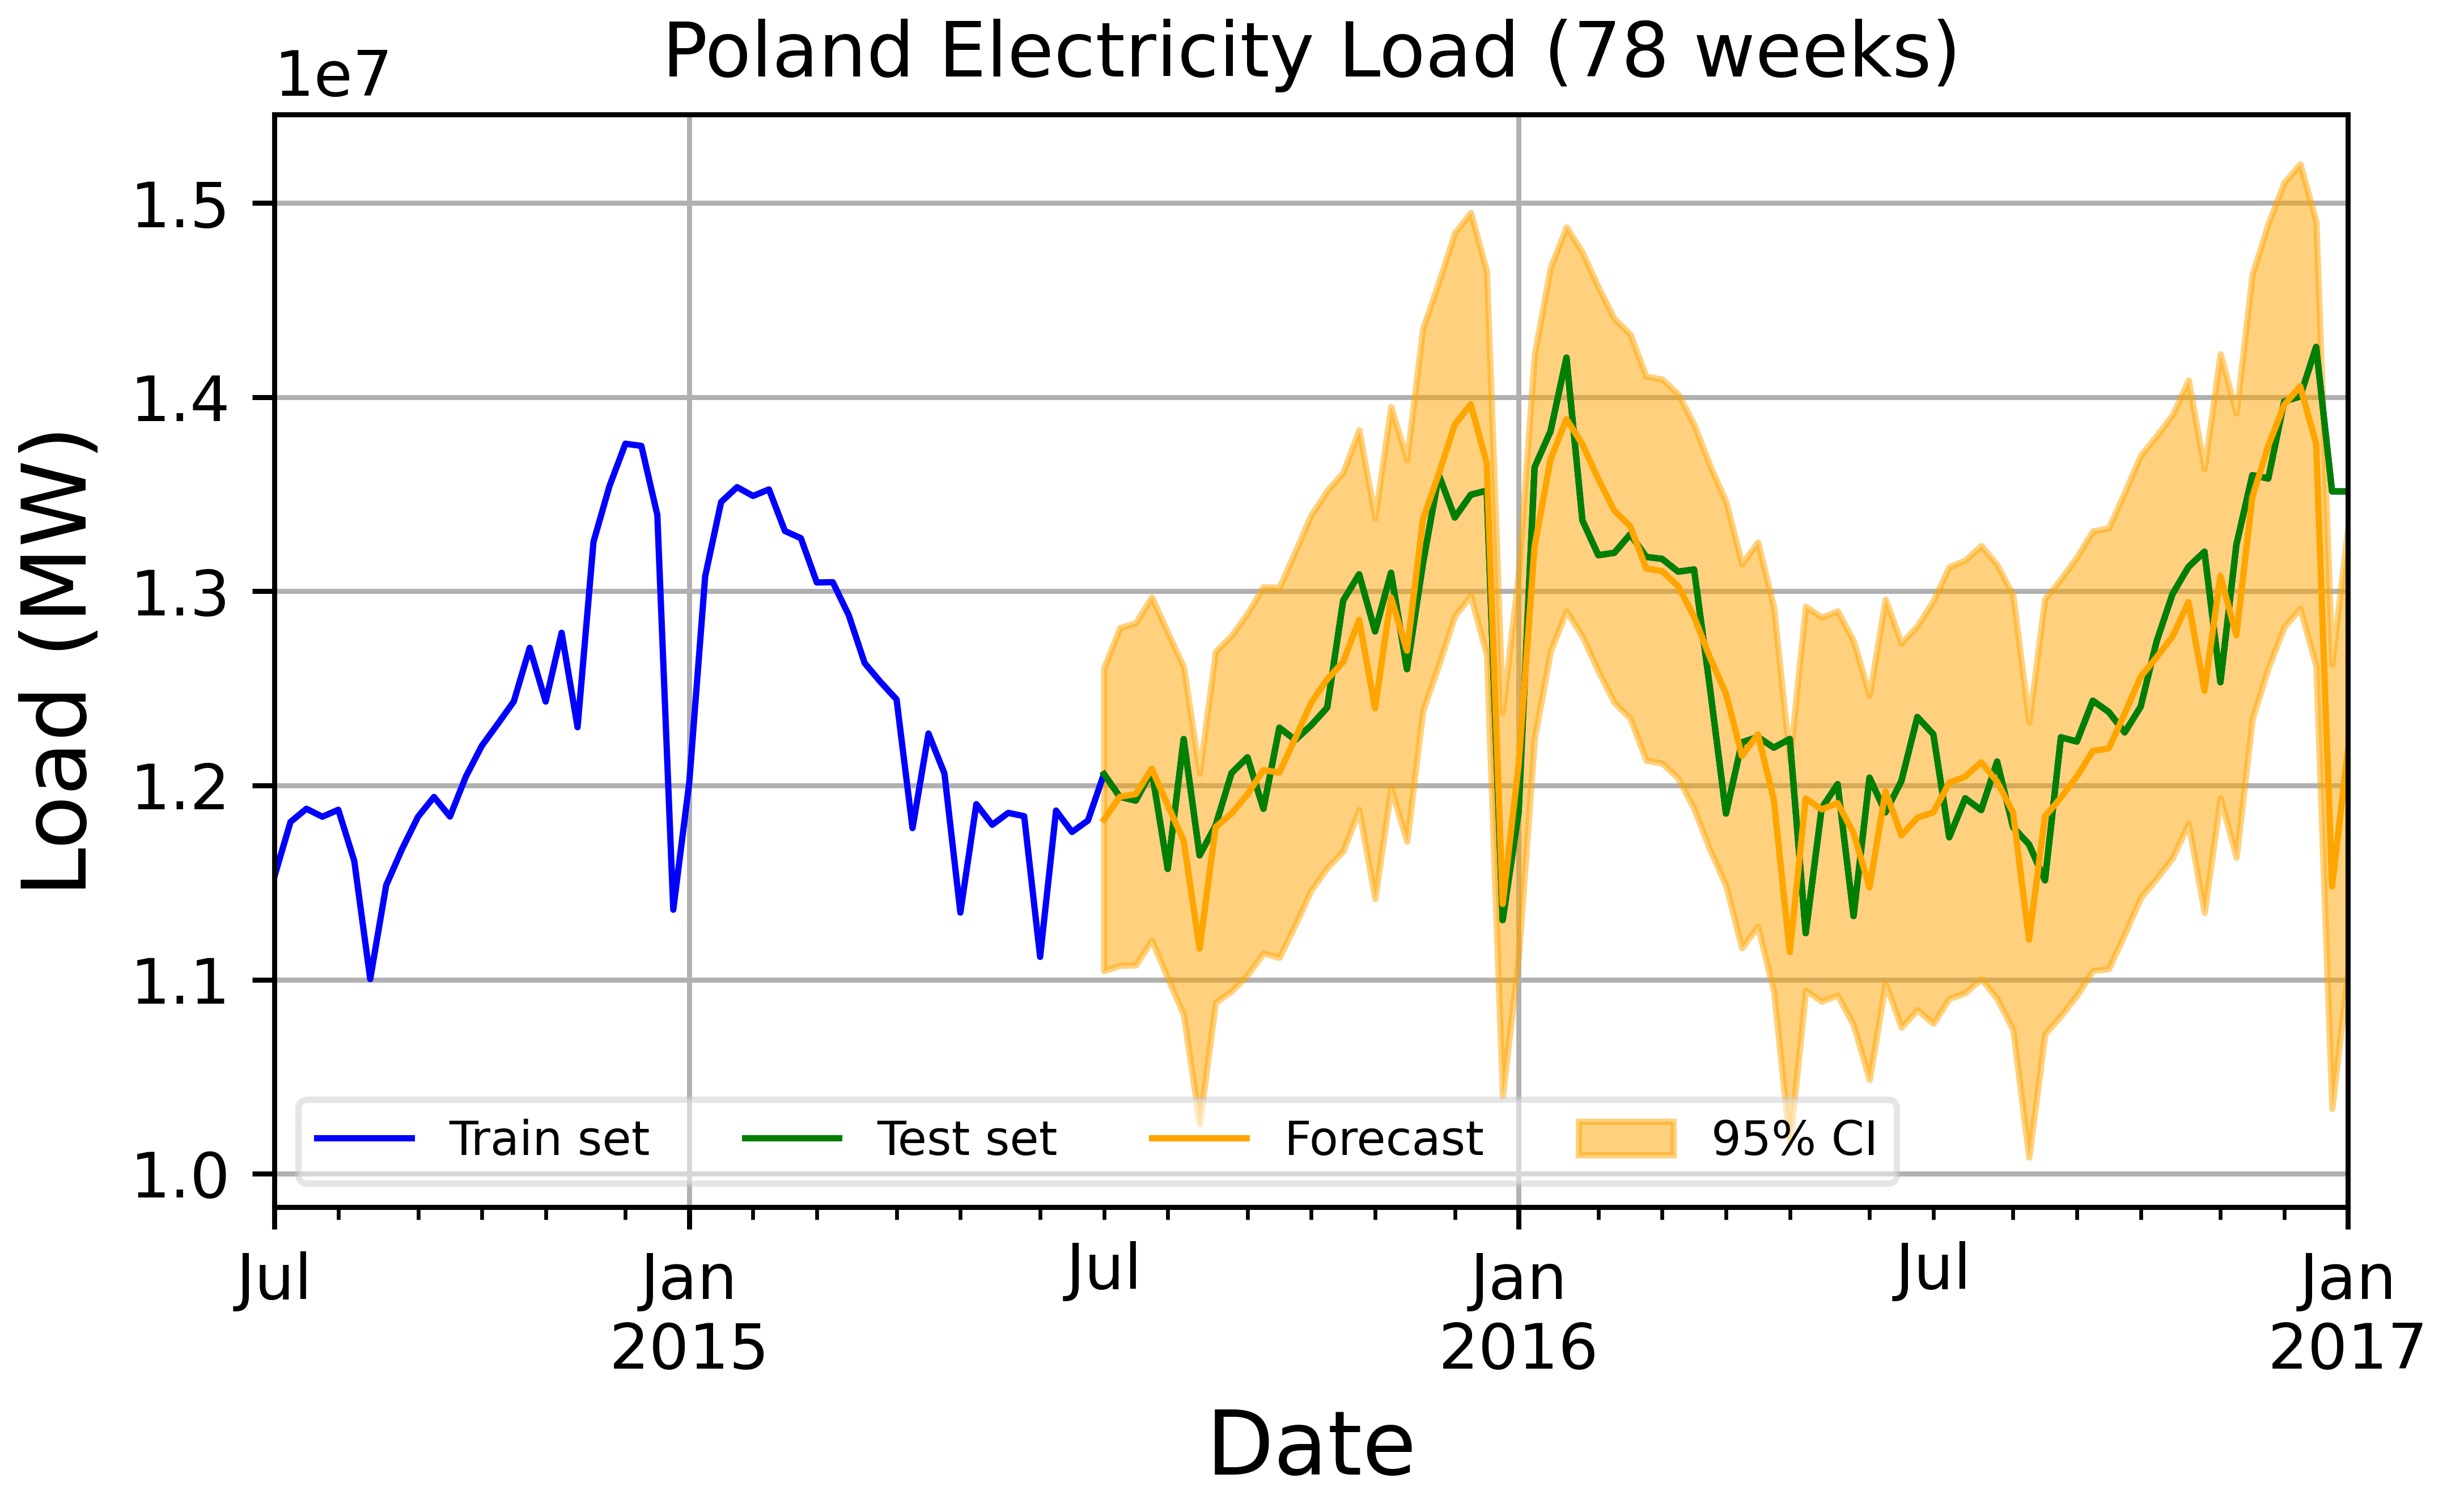 Poland Electricity Load (78 weeks)
1e7
1.5
1.4
1.3
1.2
1.1
1.0
Load (MW)
Train set
Test set
Forecast
95% CI
Jul
Jan
2015
Jul
Jan
2016
Jul
Jan
2017
Date